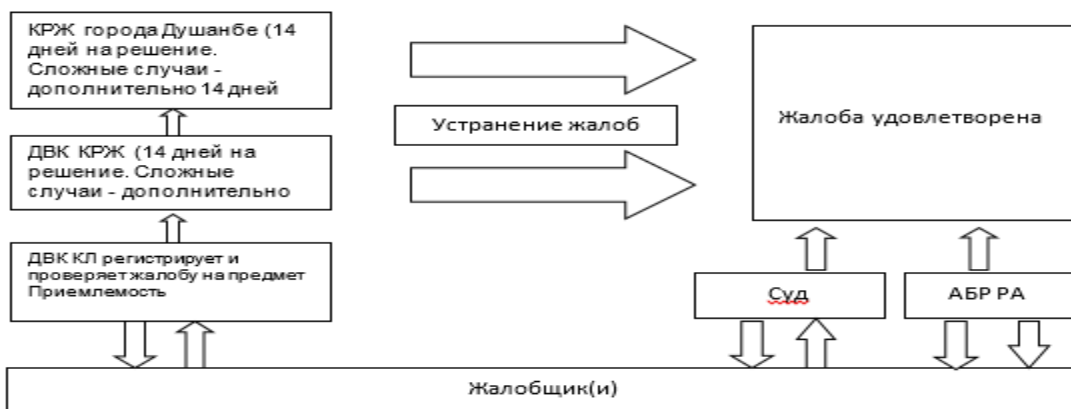 КРЖ города Душанбе (14
дней на решение.
Сложные случаи -
дополнительно 14 дней
Устранение жалоб
Жалоба удовлетворена
ДВК КРЖ (14 дней на
решение. Сложные
случаи - дополнительно
ДВК КЛ регистрирует и
проверяет жалобу на предмет
Приемлемость
Суд
АБР РА
Жалобщик(и)